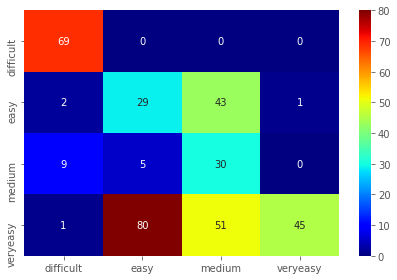 80
70
difficult 69 0 0 0
60
50
easy 2 29 43 1
40
30
medium 9 5 30 0
20
10
veryeasy 1 80 51 45
0
difficult easy medium veryeasy